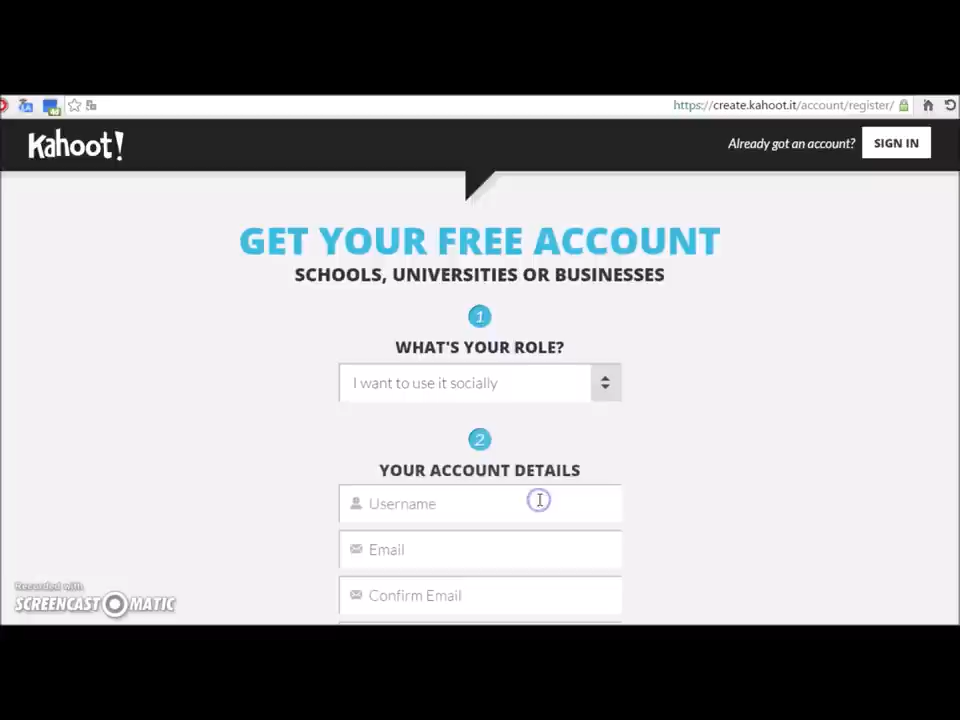 https://create.kahoot.it/account/register/
Kahoot!
Already got an account?
SIGN IN
GET YOUR FREE ACCOUNT
SCHOOLS, UNIVERSITIES OR BUSINESSES
1
WHAT'S YOUR ROLE?
I want to use it socially
2
YOUR ACCOUNT DETAILS
Username
Email
Confirm Email
Recorded with
SCREENCAST-O-MATIC